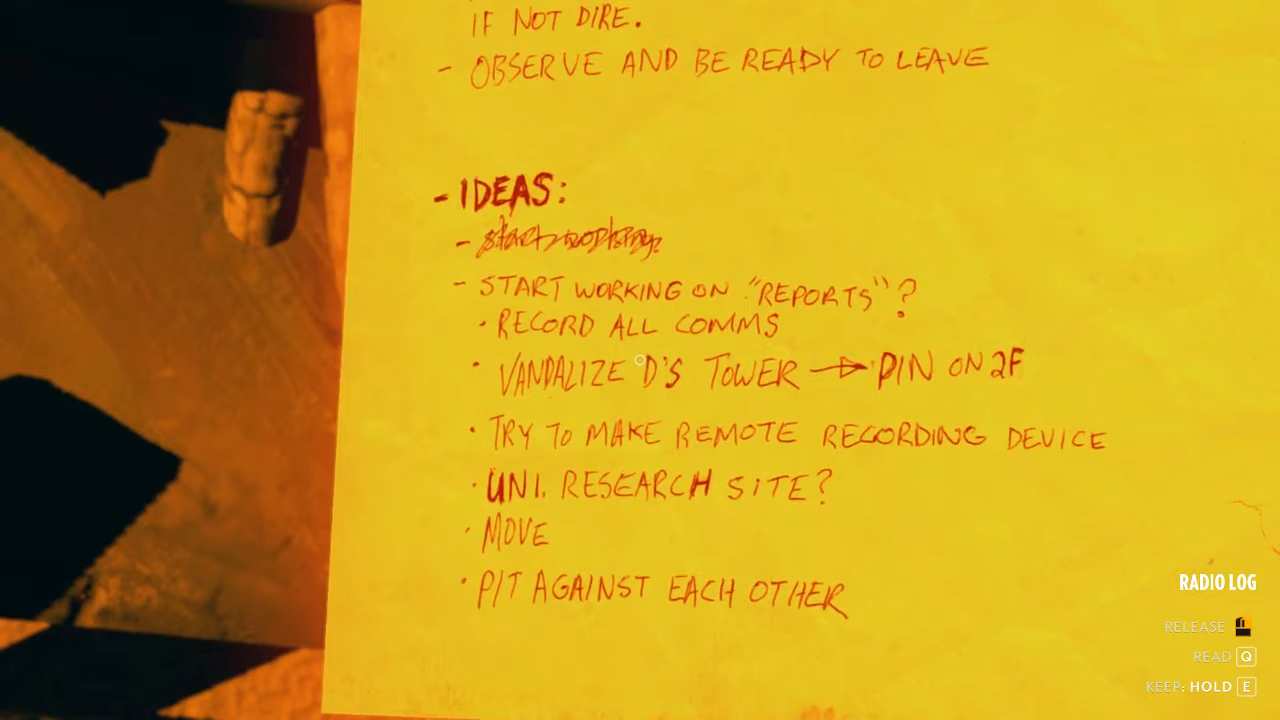 IF NOT DIRE.
- OBSERVE AND BE READY TO LEAVE
- IDEAS:
-
- START WORKING ON "REPORTS"?
· RECORD ALL COMMS
· VANDALIZE D'S TOWER → PIN ON 2F
· TRY TO MAKE REMOTE RECORDING DEVICE
· UNI. RESEARCH SITE?
· MOVE
· PIT AGAINST EACH OTHER
RADIO LOG
RELEASE
READ Q
KEEP: HOLD E